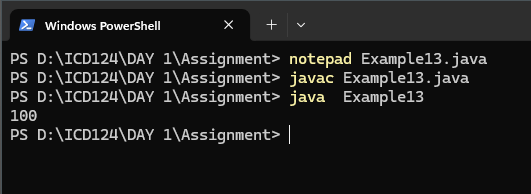 Windows PowerShell
PS D:\ICD124\DAY 1\Assignment> notepad Example13.java
PS D:\ICD124\DAY 1\Assignment> javac Example13.java
PS D:\ICD124\DAY 1\Assignment> java  Example13
100
PS D:\ICD124\DAY 1\Assignment>